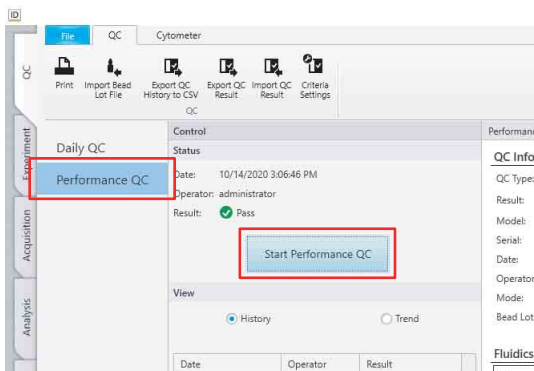 ID
File QC Cytometer
Print Import Bead Lot File Export QC History to CSV Export QC Result Import QC Result Criteria Settings
QC
QC
Experiment
Acquisition
Analysis
Daily QC
Performance QC
Control
Status
Date: 10/14/2020 3:06:46 PM
Operator: administrator
Result: Pass
Start Performance QC
View
History Trend
Date Operator Result
Performanc
QC Info
QC Type:
Result:
Model:
Serial:
Date:
Operator
Mode:
Bead Lot
Fluidics